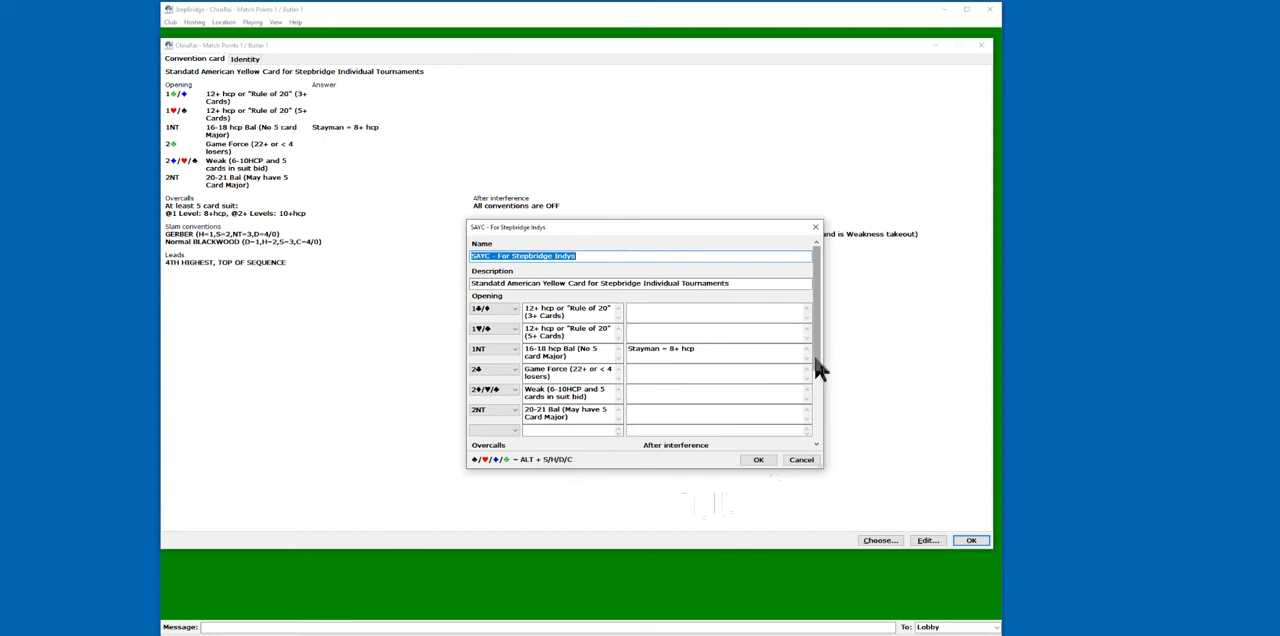 StepBridge - ChrisRai - Match Points 1 / Butler 1
Club Hosting Location Playing View Help
ChrisRai - Match Points 1 / Butler 1
Convention card Identity
Standatd American Yellow Card for Stepbridge Individual Tournaments
Opening Answer
1♣/♦ 12+ hcp or "Rule of 20" (3+
Cards)
1♥/♠ 12+ hcp or "Rule of 20" (5+
Cards)
1NT 16-18 hcp Bal (No 5 card Stayman = 8+ hcp
Major)
2♣ Game Force (22+ or < 4
losers)
2♦/♥/♠ Weak (6-10HCP and 5
cards in suit bid)
2NT 20-21 Bal (May have 5
Card Major)
Overcalls After interference
At least 5 card suit: All conventions are OFF
@1 Level: 8+hcp, @2+ Levels: 10+hcp
Slam conventions
GERBER (H=1,S=2,NT=3,D=4/0) and is Weakness takeout)
Normal BLACKWOOD (D=1,H=2,S=3,C=4/0)
Leads
4TH HIGHEST, TOP OF SEQUENCE
SAYC - For Stepbridge Indys
Name
SAYC - For Stepbridge Indys
Description
Standatd American Yellow Card for Stepbridge Individual Tournaments
Opening
1♣/♦ 12+ hcp or "Rule of 20"
(3+ Cards)
1♥/♠ 12+ hcp or "Rule of 20"
(5+ Cards)
1NT 16-18 hcp Bal (No 5 Stayman = 8+ hcp
card Major)
2♣ Game Force (22+ or < 4
losers)
2♦/♥/♠ Weak (6-10HCP and 5
cards in suit bid)
2NT 20-21 Bal (May have 5
Card Major)
Overcalls After interference
♠/♥/♦/♣ = ALT + S/H/D/C OK Cancel
Choose... Edit... OK
Message: To: Lobby